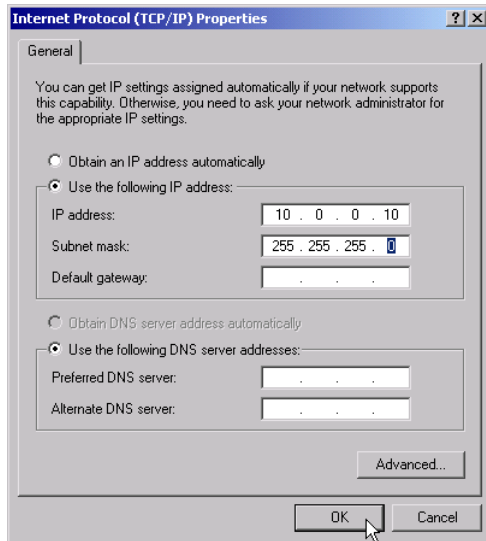 Internet Protocol (TCP/IP) Properties
General
You can get IP settings assigned automatically if your network supports
this capability. Otherwise, you need to ask your network administrator for
the appropriate IP settings.
Obtain an IP address automatically
Use the following IP address:
IP address: 10 . 0 . 0 . 10
Subnet mask: 255 . 255 . 255 . 0
Default gateway: . . .
Obtain DNS server address automatically
Use the following DNS server addresses:
Preferred DNS server: . . .
Alternate DNS server: . . .
Advanced...
OK Cancel